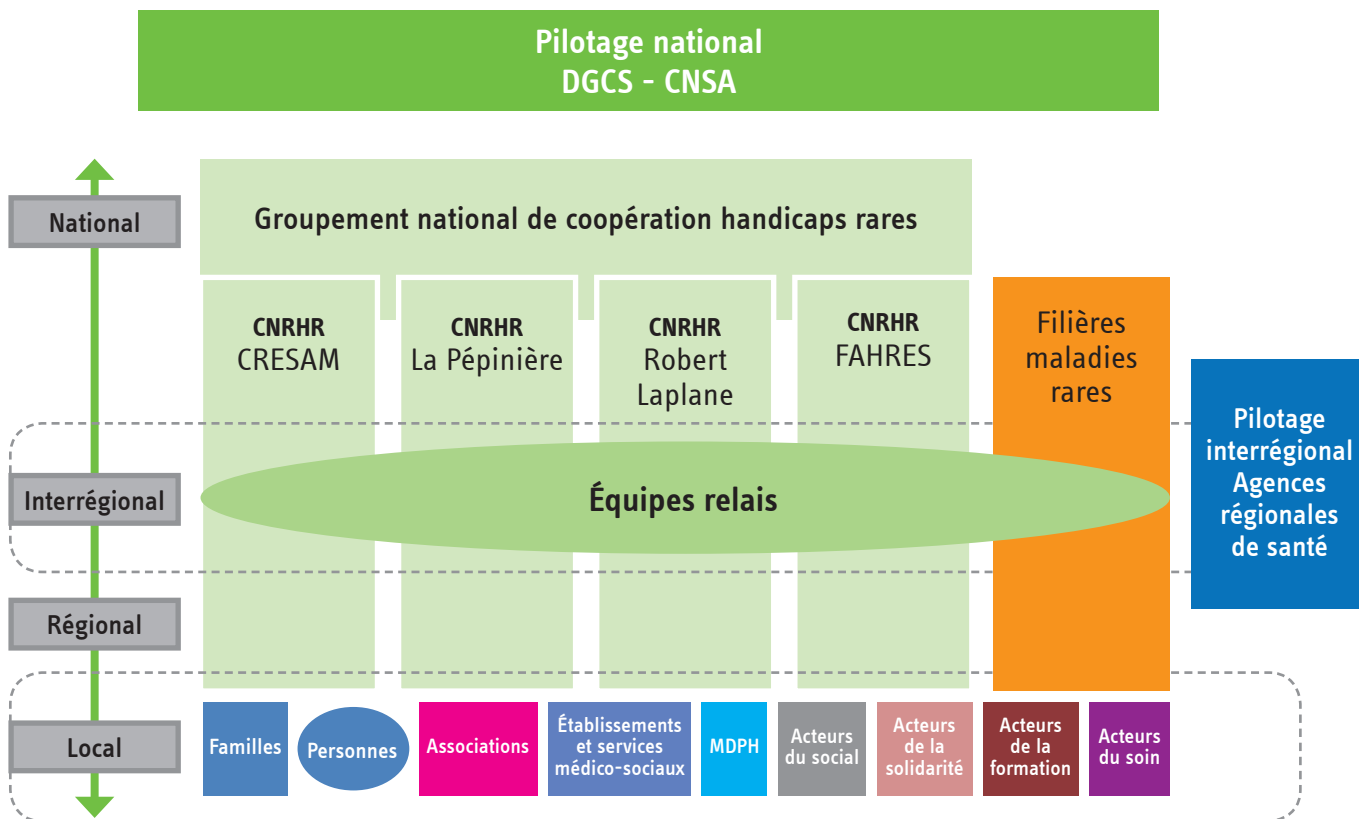 Pilotage national
DGCS - CNSA
National
Groupement national de coopération handicaps rares
CNRHR
CRESAM
CNRHR
La Pépinière
CNRHR
Robert
Laplane
CNRHR
FAHRES
Filières
maladies
rares
Pilotage
interrégional
Agences
régionales
de santé
Interrégional
Équipes relais
Régional
Local
Familles
Personnes
Associations
Établissements
et services
médico-sociaux
MDPH
Acteurs
du social
Acteurs
de la
solidarité
Acteurs
de la
formation
Acteurs
du soin